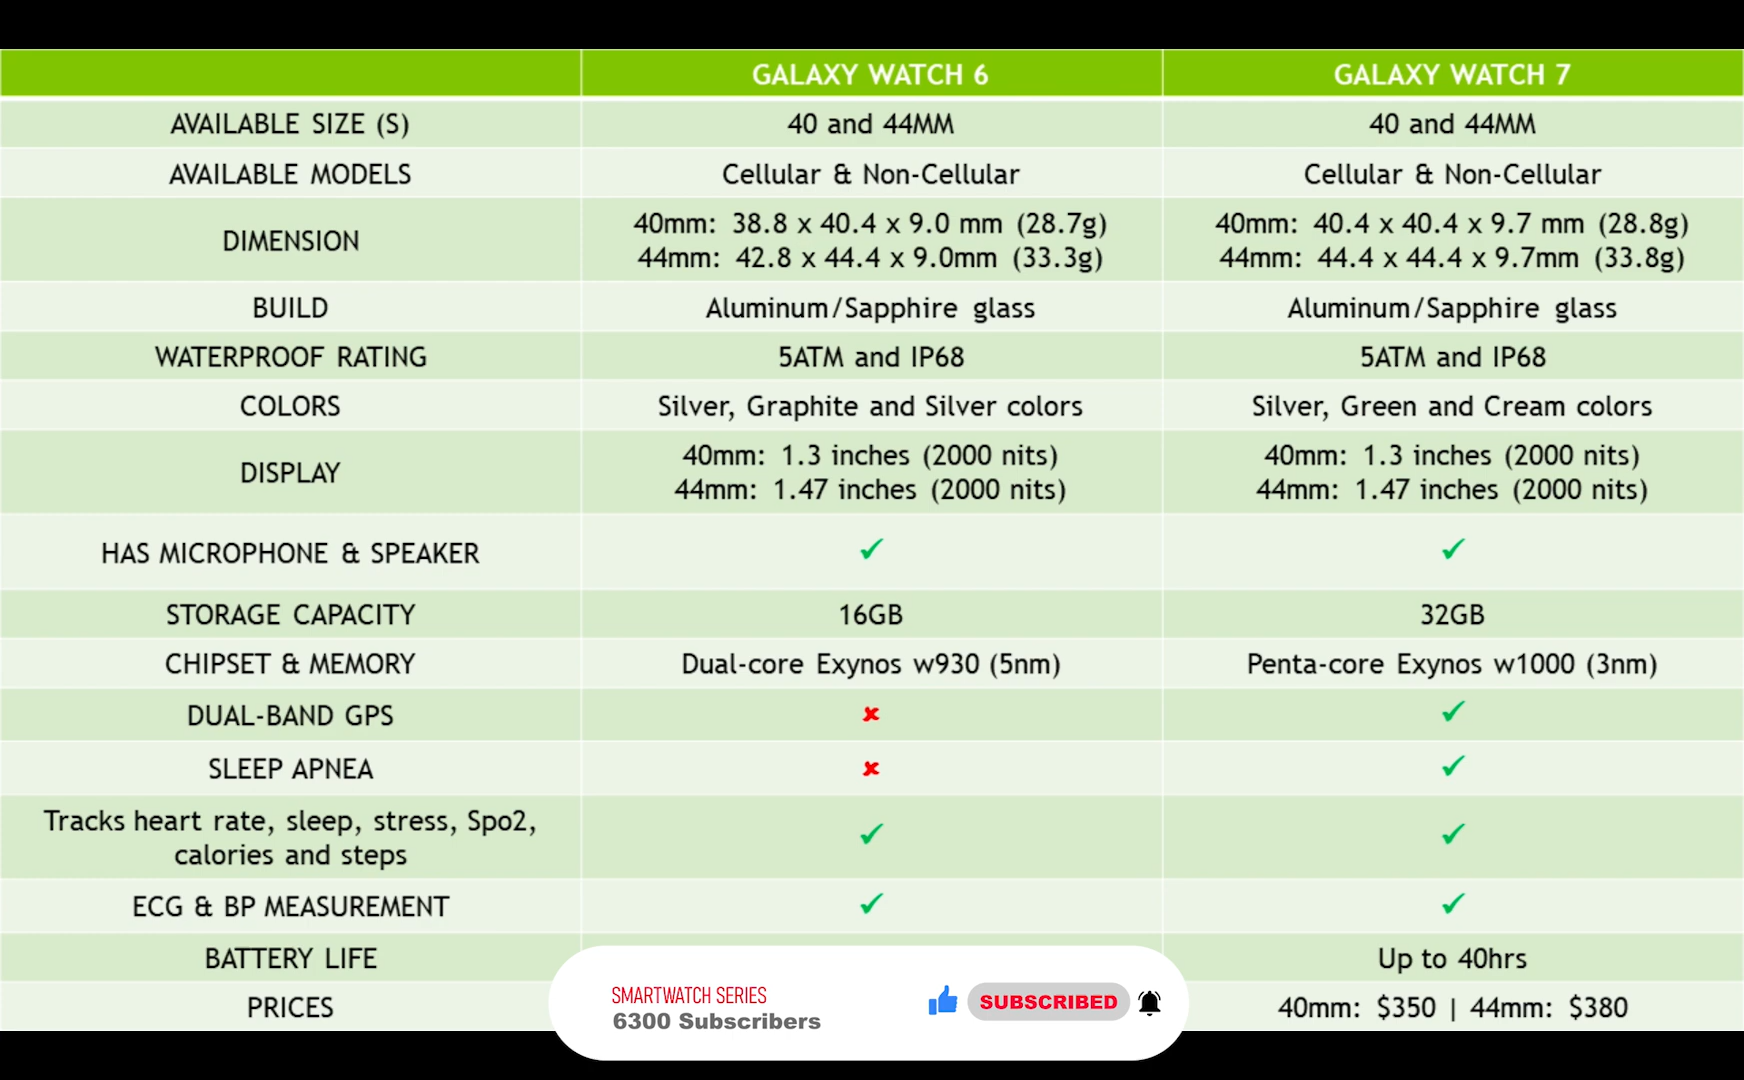 GALAXY WATCH 6 GALAXY WATCH 7
AVAILABLE SIZE (S) 40 and 44MM 40 and 44MM
AVAILABLE MODELS Cellular & Non-Cellular Cellular & Non-Cellular
DIMENSION 40mm: 38.8 x 40.4 x 9.0 mm (28.7g) 40mm: 40.4 x 40.4 x 9.7 mm (28.8g)
44mm: 42.8 x 44.4 x 9.0mm (33.3g) 44mm: 44.4 x 44.4 x 9.7mm (33.8g)
BUILD Aluminum/Sapphire glass Aluminum/Sapphire glass
WATERPROOF RATING 5ATM and IP68 5ATM and IP68
COLORS Silver, Graphite and Silver colors Silver, Green and Cream colors
DISPLAY 40mm: 1.3 inches (2000 nits) 40mm: 1.3 inches (2000 nits)
44mm: 1.47 inches (2000 nits) 44mm: 1.47 inches (2000 nits)
HAS MICROPHONE & SPEAKER ✓ ✓
STORAGE CAPACITY 16GB 32GB
CHIPSET & MEMORY Dual-core Exynos w930 (5nm) Penta-core Exynos w1000 (3nm)
DUAL-BAND GPS ✘ ✓
SLEEP APNEA ✘ ✓
Tracks heart rate, sleep, stress, Spo2, ✓ ✓
calories and steps
ECG & BP MEASUREMENT ✓ ✓
BATTERY LIFE Up to 40hrs
PRICES 40mm: $350 | 44mm: $380
SMARTWATCH SERIES
6300 Subscribers
SUBSCRIBED